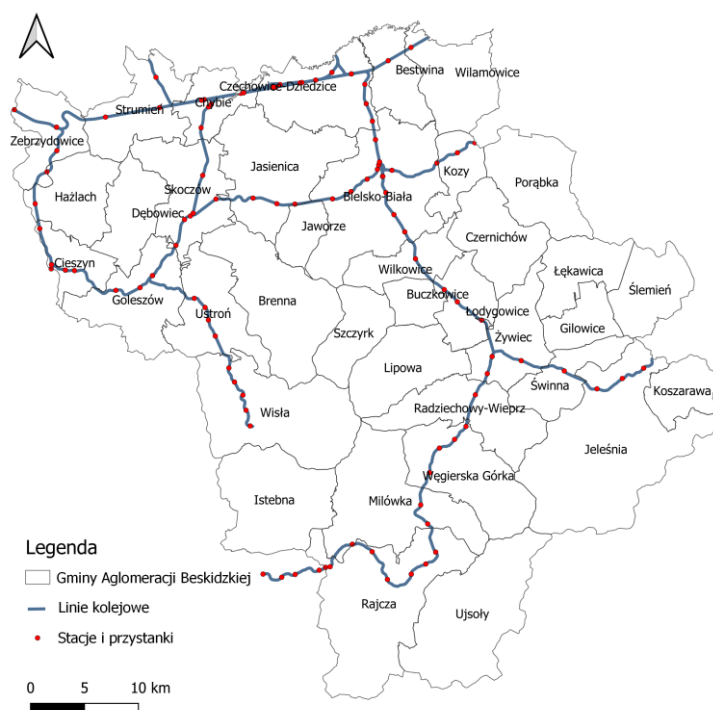 Bestwina
Wilamowice
Czechowice-Dziedzice
Chybie
Strumień
Zebrzydowice
Jasienica
Kozy
Hażlach
Skoczów
Bielsko-Biała
Porąbka
Dębowiec
Jaworze
Czernichów
Cieszyn
Wilkowice
Łękawica
Ślemień
Goleszów
Brenna
Buczkowice
Ustroń
Łodygowice
Gilowice
Szczyrk
Żywiec
Lipowa
Świnna
Koszarawa
Wisła
Radziechowy-Wieprz
Jeleśnia
Węgierska Górka
Istebna
Milówka
Rajcza
Ujsoły
Legenda
Gminy Aglomeracji Beskidzkiej
Linie kolejowe
Stacje i przystanki
0 5 10 km